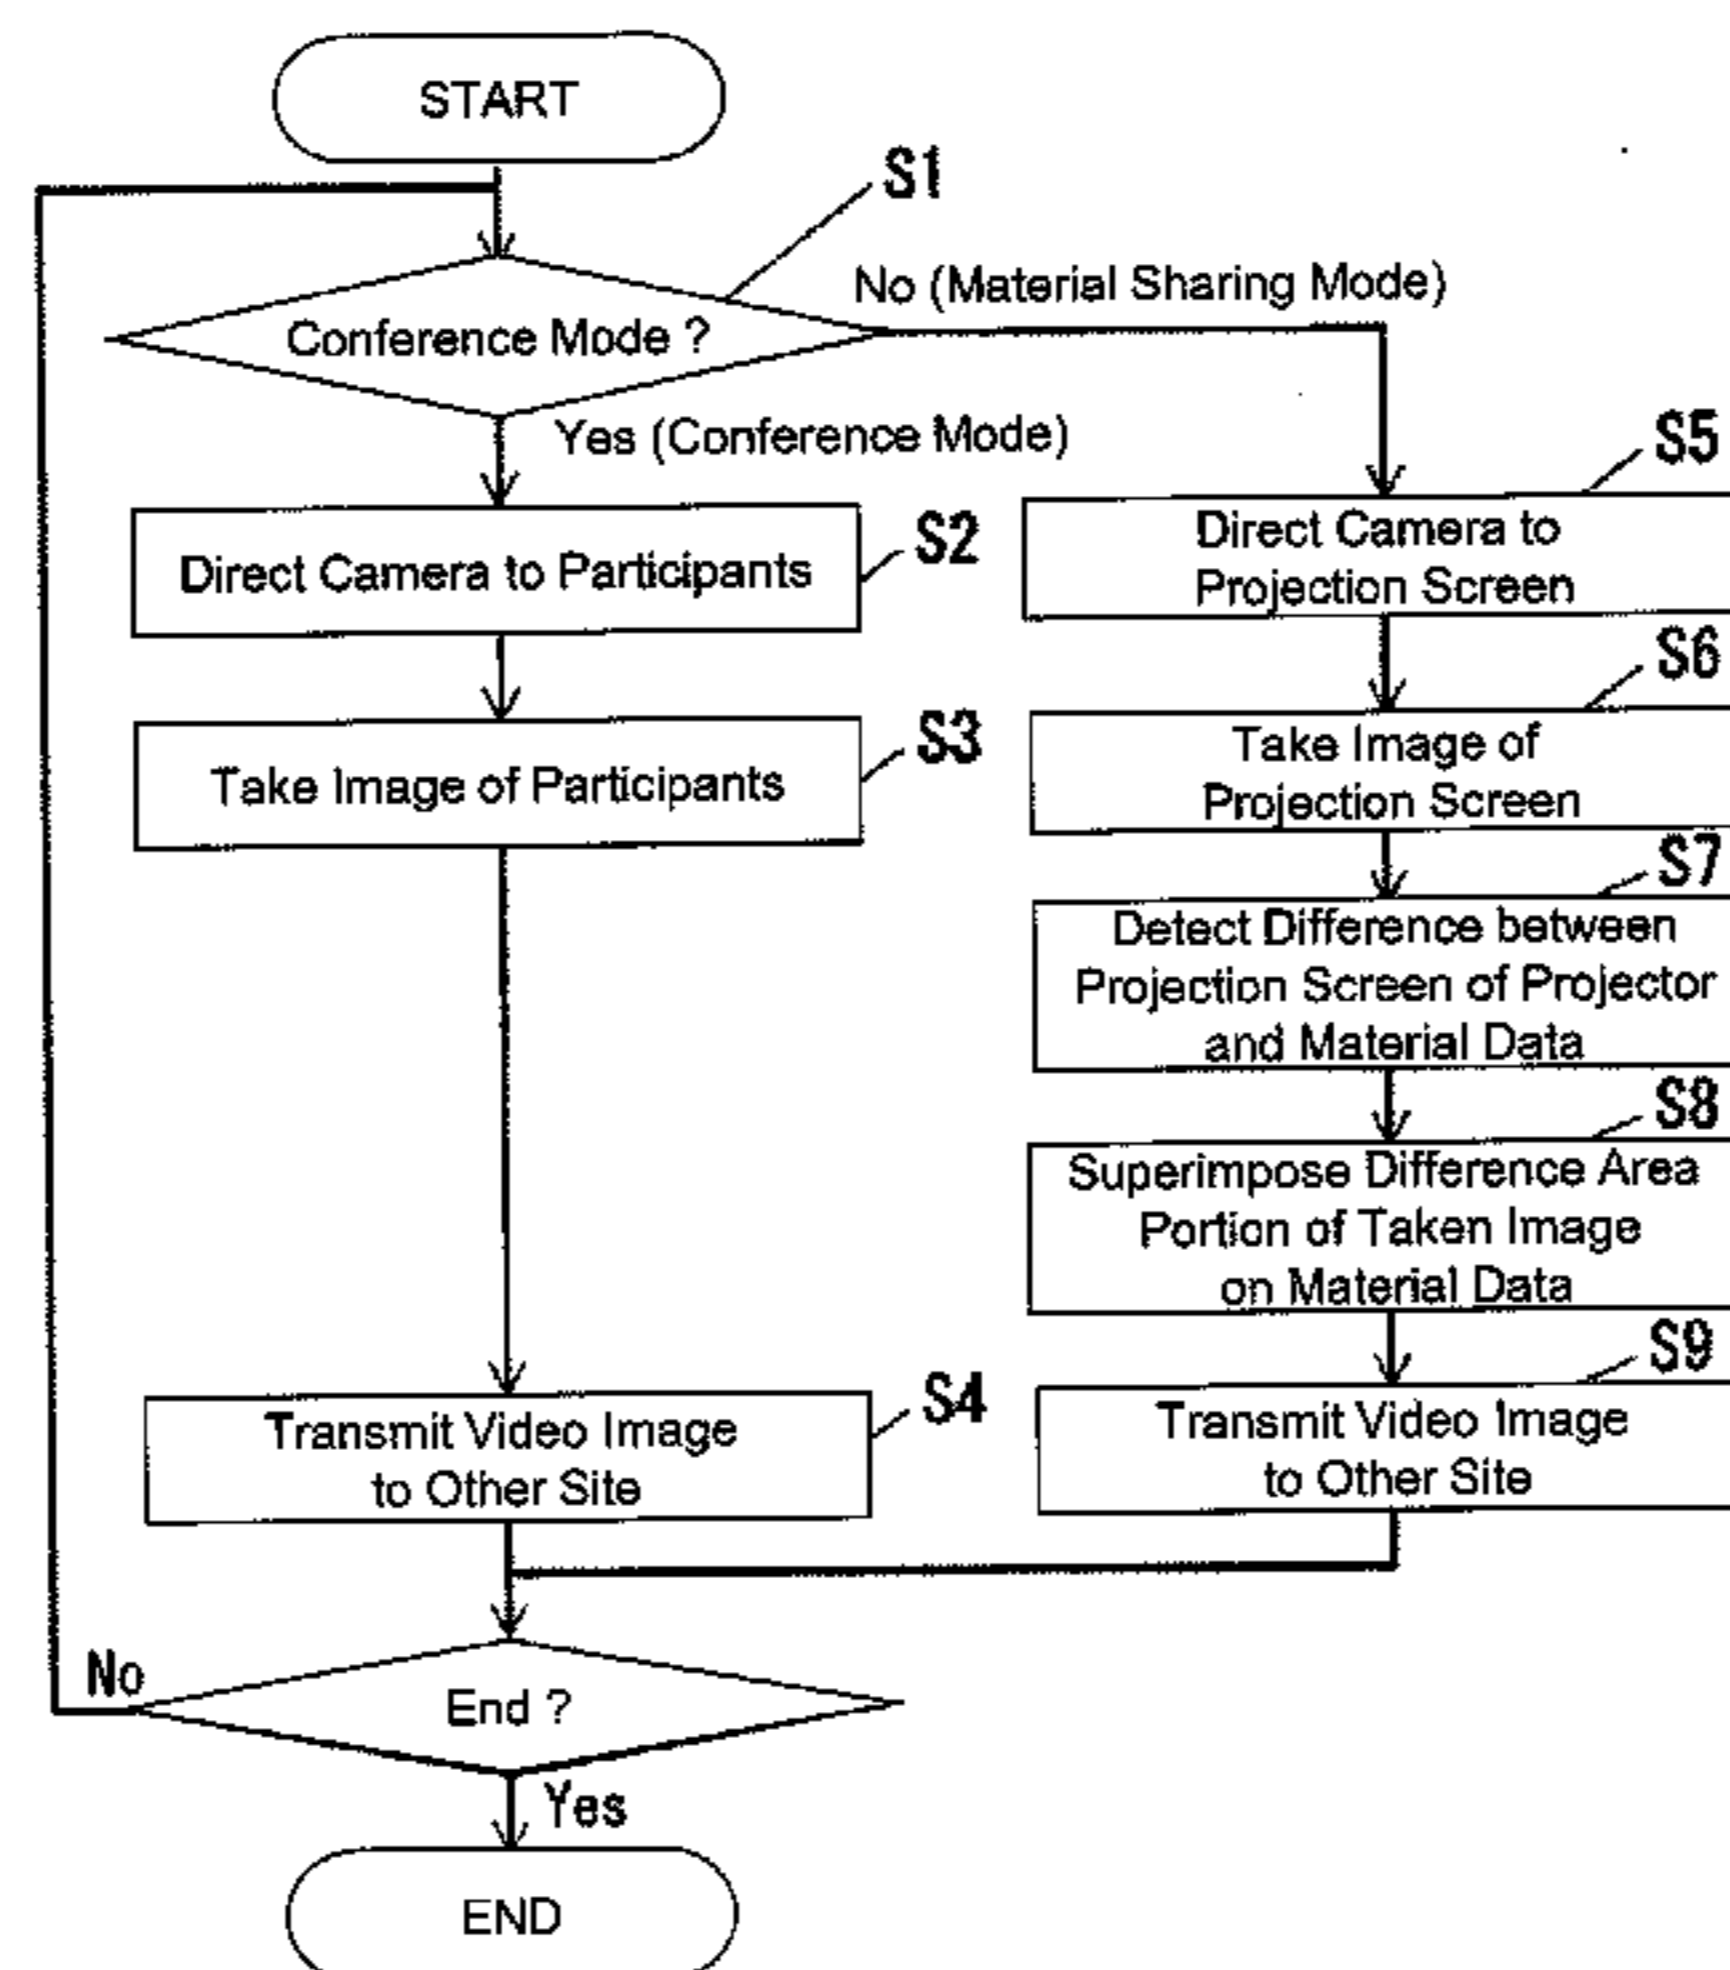 START
S1
No (Material Sharing Mode)
Conference Mode ?
Yes (Conference Mode)
S2
Direct Camera to Participants
S3
Take Image of Participants
S4
Transmit Video Image
to Other Site
S5
Direct Camera to
Projection Screen
S6
Take Image of
Projection Screen
S7
Detect Difference between
Projection Screen of Projector
and Material Data
S8
Superimpose Difference Area
Portion of Taken Image
on Material Data
S9
Transmit Video Image
to Other Site
No
End ?
Yes
END